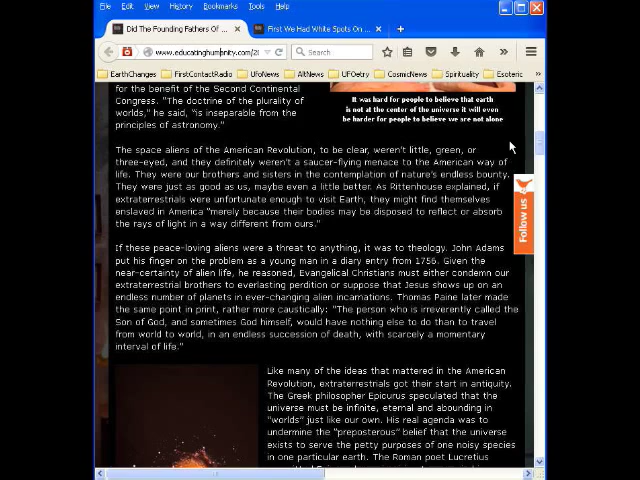 File Edit View History Bookmarks Tools Help
Did The Founding Fathers Of ... × First We Had White Spots On ... × +
www.educatinghumanity.com/20 Search
EarthChanges FirstContactRadio UfoNews AltNews UFOetry CosmicNews Spirituality Esoteric
for the benefit of the Second Continental
Congress. "The doctrine of the plurality of
worlds," he said, "is inseparable from the
principles of astronomy."
It was hard for people to believe that earth
is not at the center of the universe it will even
be harder for people to believe we are not alone
The space aliens of the American Revolution, to be clear, weren't little, green, or
three-eyed, and they definitely weren't a saucer-flying menace to the American way of
life. They were our brothers and sisters in the contemplation of nature's endless bounty.
They were just as good as us, maybe even a little better. As Rittenhouse explained, if
extraterrestrials were unfortunate enough to visit Earth, they might find themselves
enslaved in America "merely because their bodies may be disposed to reflect or absorb
the rays of light in a way different from ours."
Follow us
If these peace-loving aliens were a threat to anything, it was to theology. John Adams
put his finger on the problem as a young man in a diary entry from 1756. Given the
near-certainty of alien life, he reasoned, Evangelical Christians must either condemn our
extraterrestrial brothers to everlasting perdition or suppose that Jesus shows up on an
endless number of planets in ever-changing alien incarnations. Thomas Paine later made
the same point in print, rather more caustically: "The person who is irreverently called the
Son of God, and sometimes God himself, would have nothing else to do than to travel
from world to world, in an endless succession of death, with scarcely a momentary
interval of life."
Like many of the ideas that mattered in the American
Revolution, extraterrestrials got their start in antiquity.
The Greek philosopher Epicurus speculated that the
universe must be infinite, eternal and abounding in
"worlds" just like our own. His real agenda was to
undermine the "preposterous" belief that the universe
exists to serve the petty purposes of one noisy species
in one particular earth. The Roman poet Lucretius